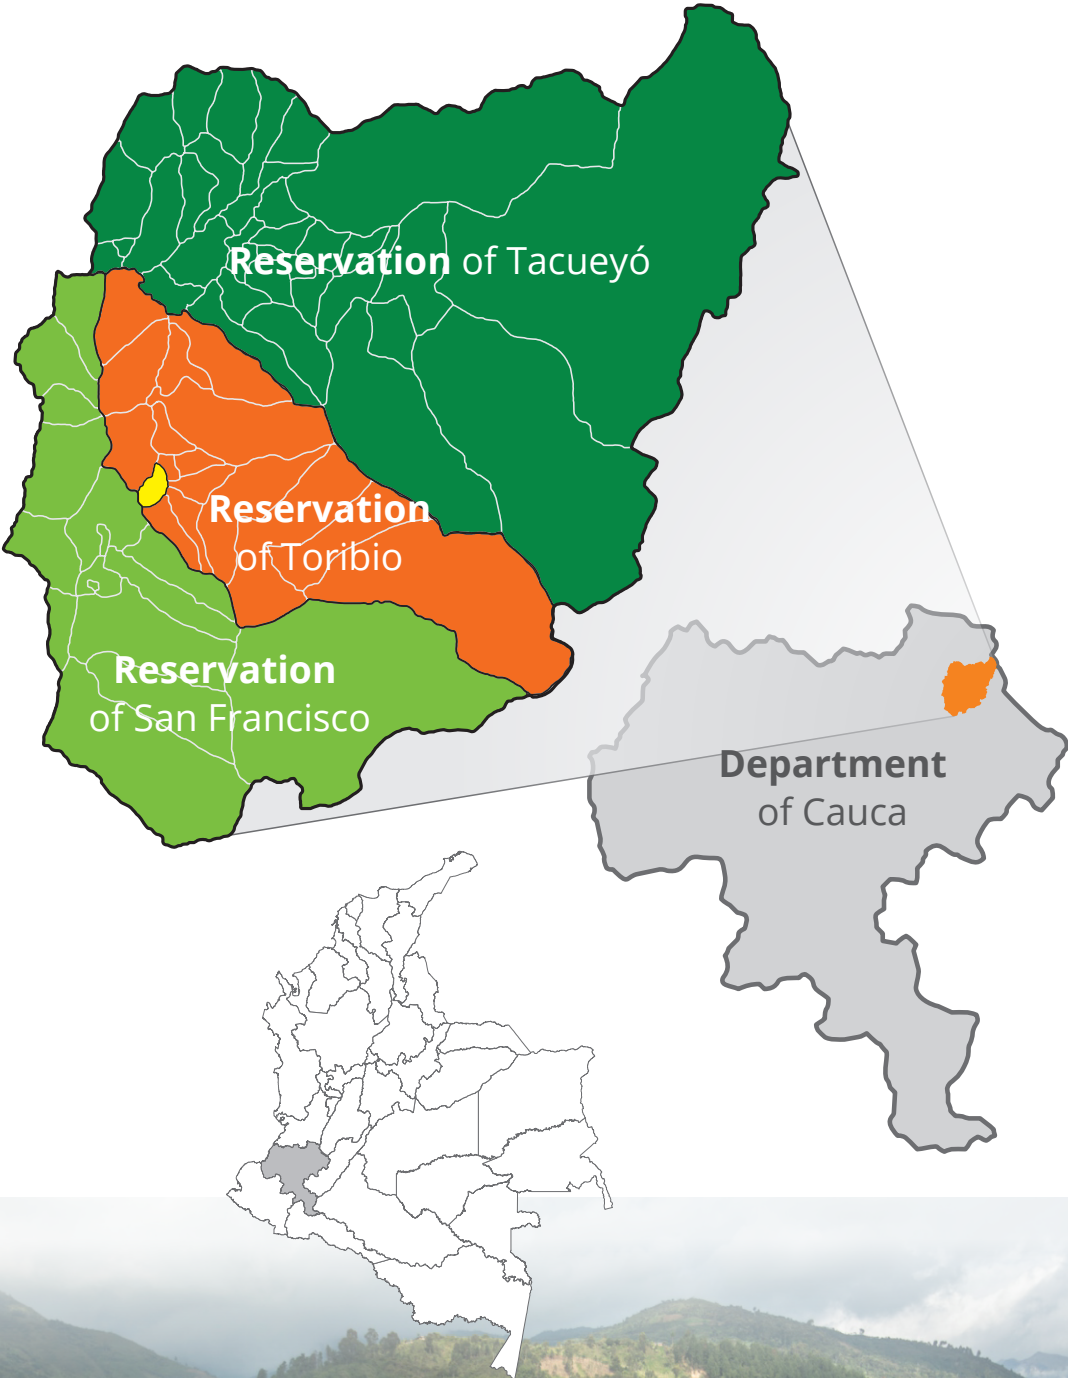 Reservation of Tacueyó
Reservation
of Toribio
Reservation
of San Francisco
Department
of Cauca